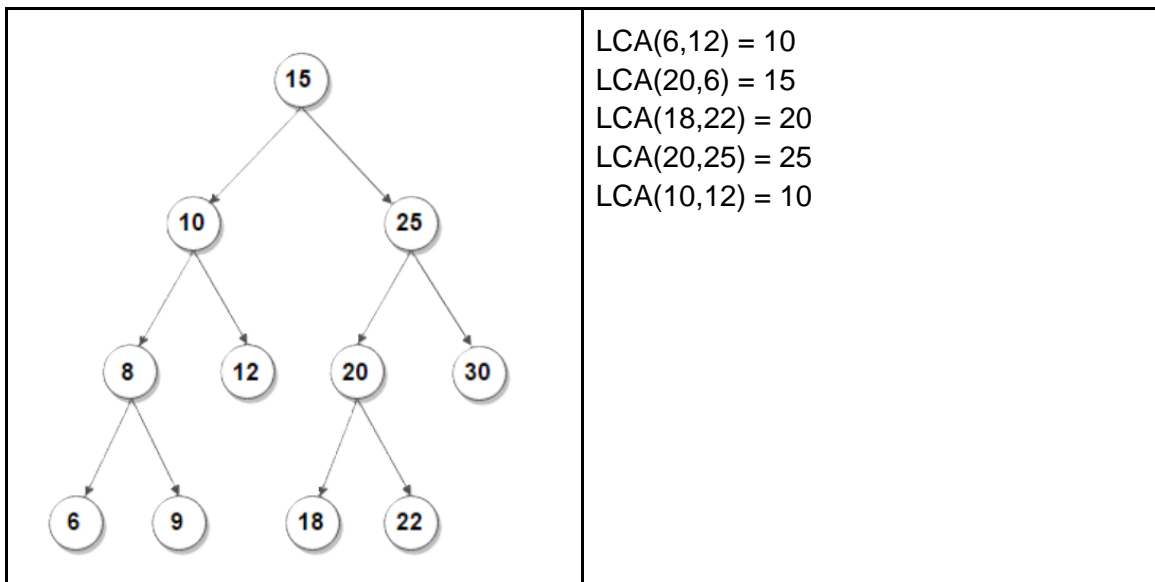 15
10
25
8
12
20
30
6
9
18
22
LCA(6,12) = 10
LCA(20,6) = 15
LCA(18,22) = 20
LCA(20,25) = 25
LCA(10,12) = 10